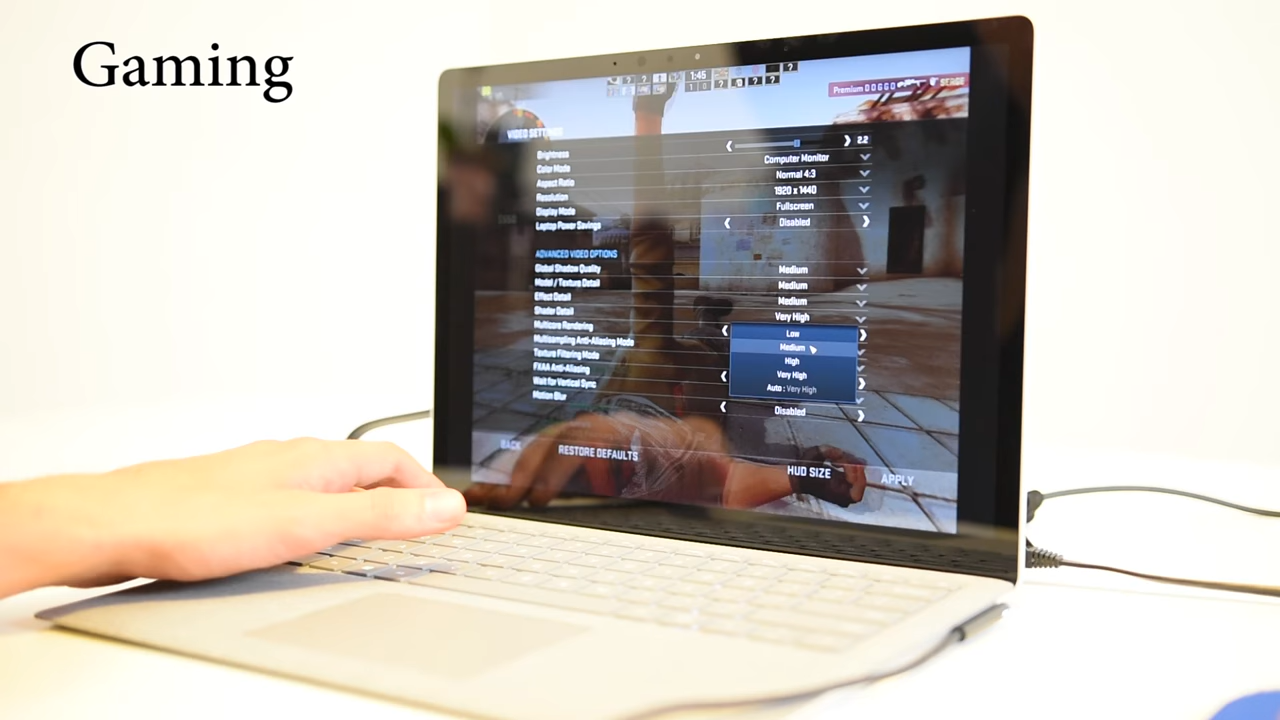 Gaming
1:45
Premium DOGGO
SERGE
VIDEO SETTINGS
Brightness 2.2
Color Mode Computer Monitor
Aspect Ratio Normal 4:3
Resolution 1920 x 1440
Display Mode Fullscreen
Laptop Power Savings Disabled
ADVANCED VIDEO OPTIONS
Global Shadow Quality Medium
Model / Texture Detail Medium
Effect Detail Medium
Shader Detail Very High
Multicore Rendering
Low
Multisampling Anti-Aliasing Mode
Medium
Texture Filtering Mode
High
FXAA Anti-Aliasing
Very High
Wait for Vertical Sync
Auto : Very High
Motion Blur Disabled
BACK
RESTORE DEFAULTS
HUD SIZE
APPLY